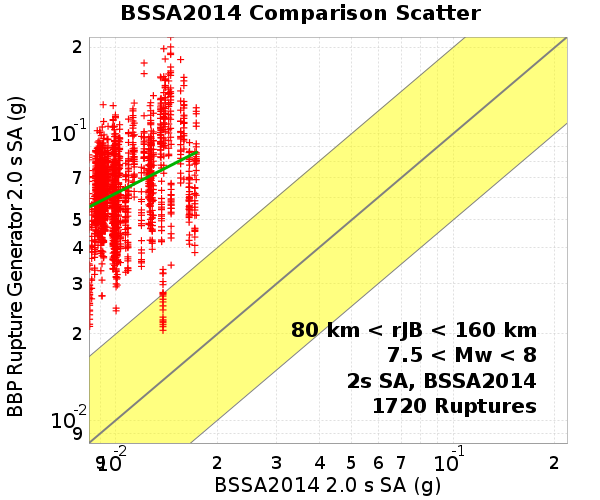 BSSA2014 Comparison Scatter
BBP Rupture Generator 2.0 s SA (g)
2
10-1
7
5
4
3
2
10-2
9
80 km < rJB < 160 km
7.5 < Mw < 8
2s SA, BSSA2014
1720 Ruptures
9 10-2 2 3 4 5 6 7 10-1 2
BSSA2014 2.0 s SA (g)